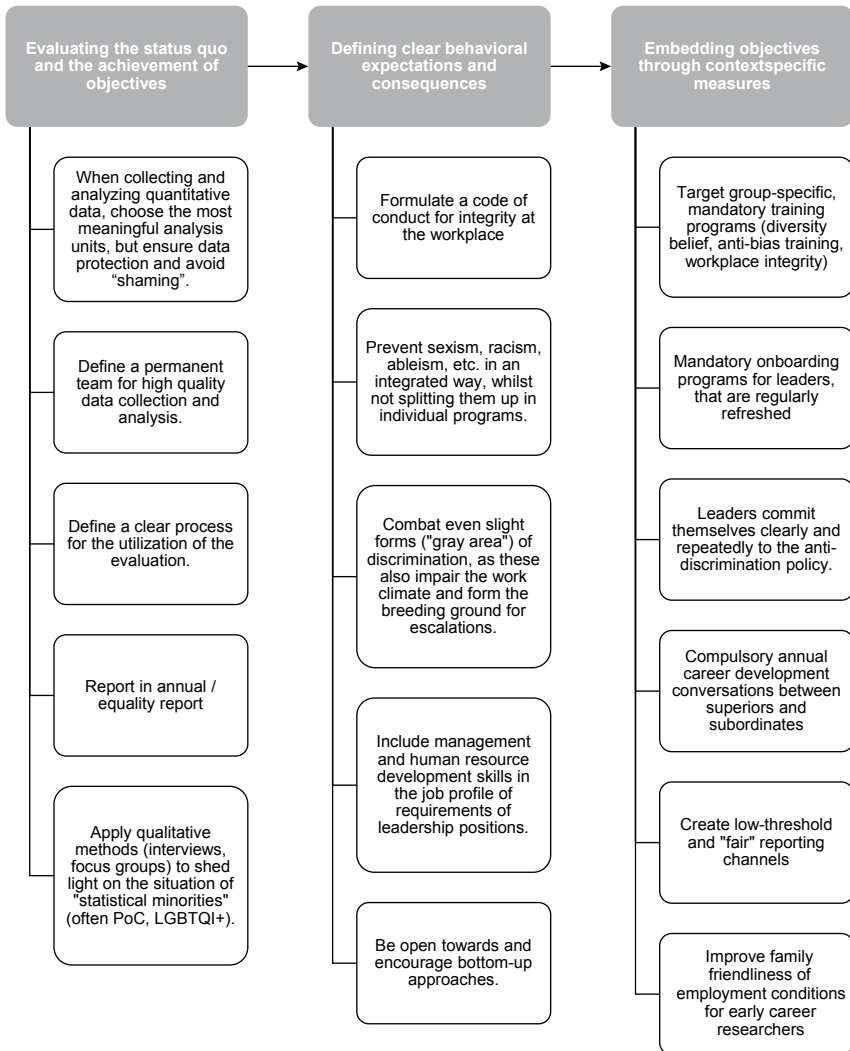 Evaluating the status quo
and the achievement of
objectives
When collecting and
analyzing quantitative
data, choose the most
meaningful analysis
units, but ensure data
protection and avoid
“shaming”.
Define a permanent
team for high quality
data collection and
analysis.
Define a clear process
for the utilization of the
evaluation.
Report in annual /
equality report
Apply qualitative
methods (interviews,
focus groups) to shed
light on the situation of
"statistical minorities"
(often PoC, LGBTQI+).
Defining clear behavioral
expectations and
consequences
Formulate a code of
conduct for integrity at
the workplace
Prevent sexism, racism,
ableism, etc. in an
integrated way, whilst
not splitting them up in
individual programs.
Combat even slight
forms ("gray area") of
discrimination, as these
also impair the work
climate and form the
breeding ground for
escalations.
Include management
and human resource
development skills in
the job profile of
requirements of
leadership positions.
Be open towards and
encourage bottom-up
approaches.
Embedding objectives
through contextspecific
measures
Target group-specific,
mandatory training
programs (diversity
belief, anti-bias training,
workplace integrity)
Mandatory onboarding
programs for leaders,
that are regularly
refreshed
Leaders commit
themselves clearly and
repeatedly to the anti-
discrimination policy.
Compulsory annual
career development
conversations between
superiors and
subordinates
Create low-threshold
and "fair" reporting
channels
Improve family
friendliness of
employment conditions
for early career
researchers